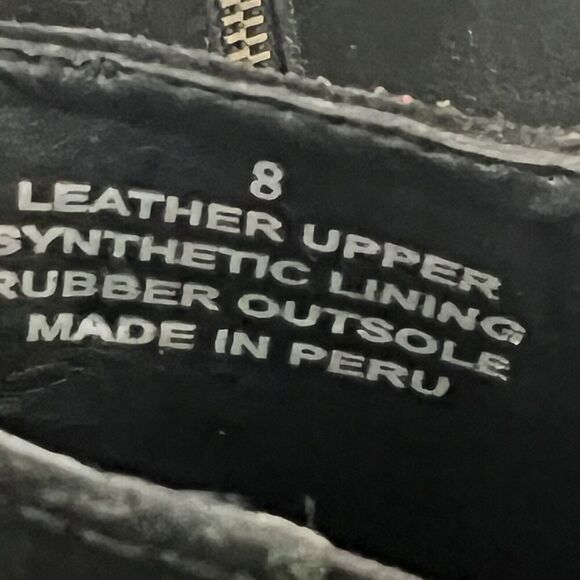 8
LEATHER UPPER
SYNTHETIC LINING
RUBBER OUTSOLE
MADE IN PERU